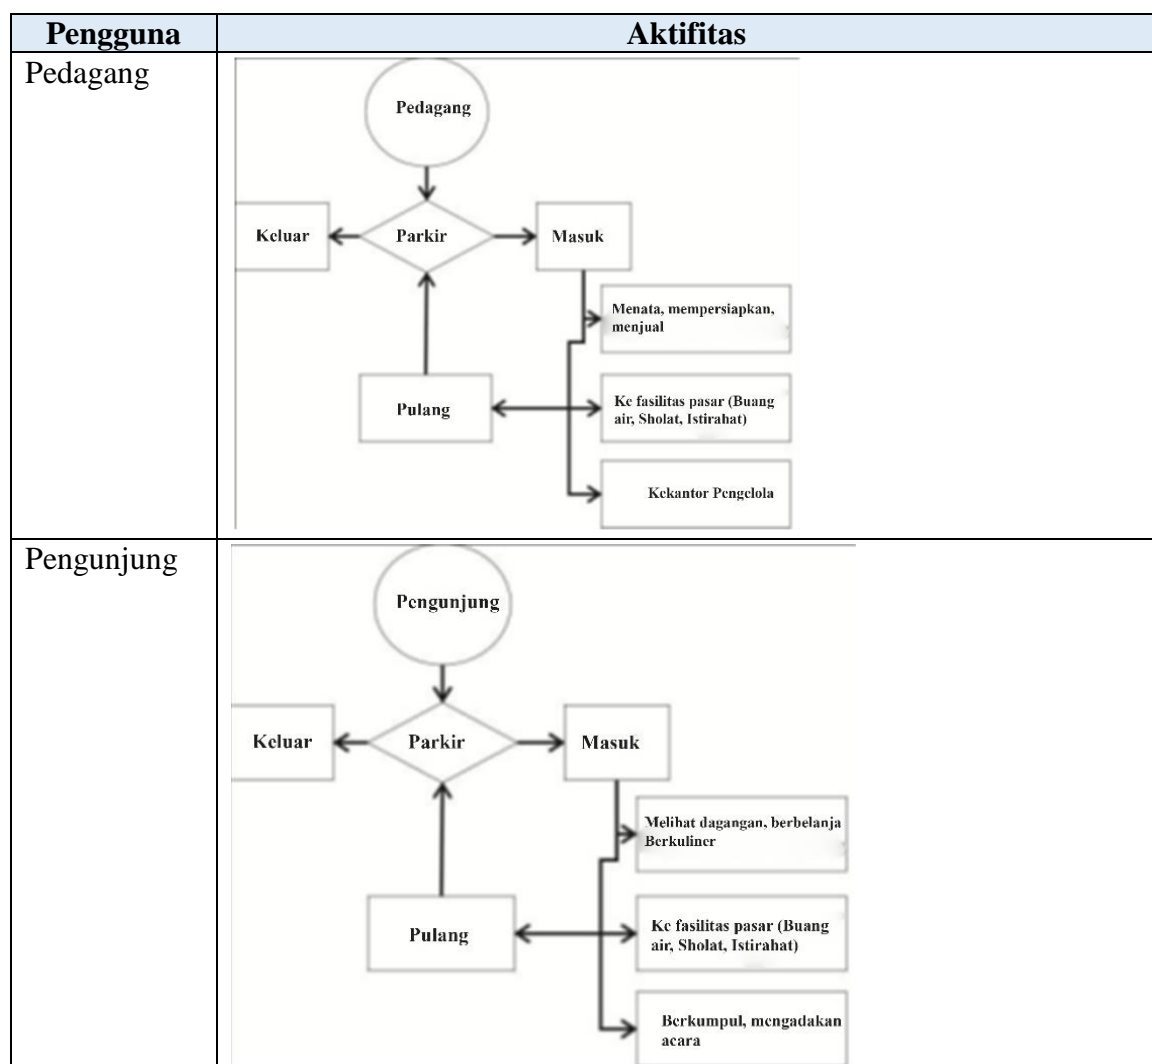 Pengguna
Aktifitas
Pedagang
Pedagang
Keluar
Parkir
Masuk
Menata, mempersiapkan,
menjual
Pulang
Ke fasilitas pasar (Buang
air, Sholat, Istirahat)
Kekantor Pengelola
Pengunjung
Pengunjung
Keluar
Parkir
Masuk
Melihat dagangan, berbelanja
Berkuliner
Pulang
Ke fasilitas pasar (Buang
air, Sholat, Istirahat)
Berkumpul, mengadakan
acara